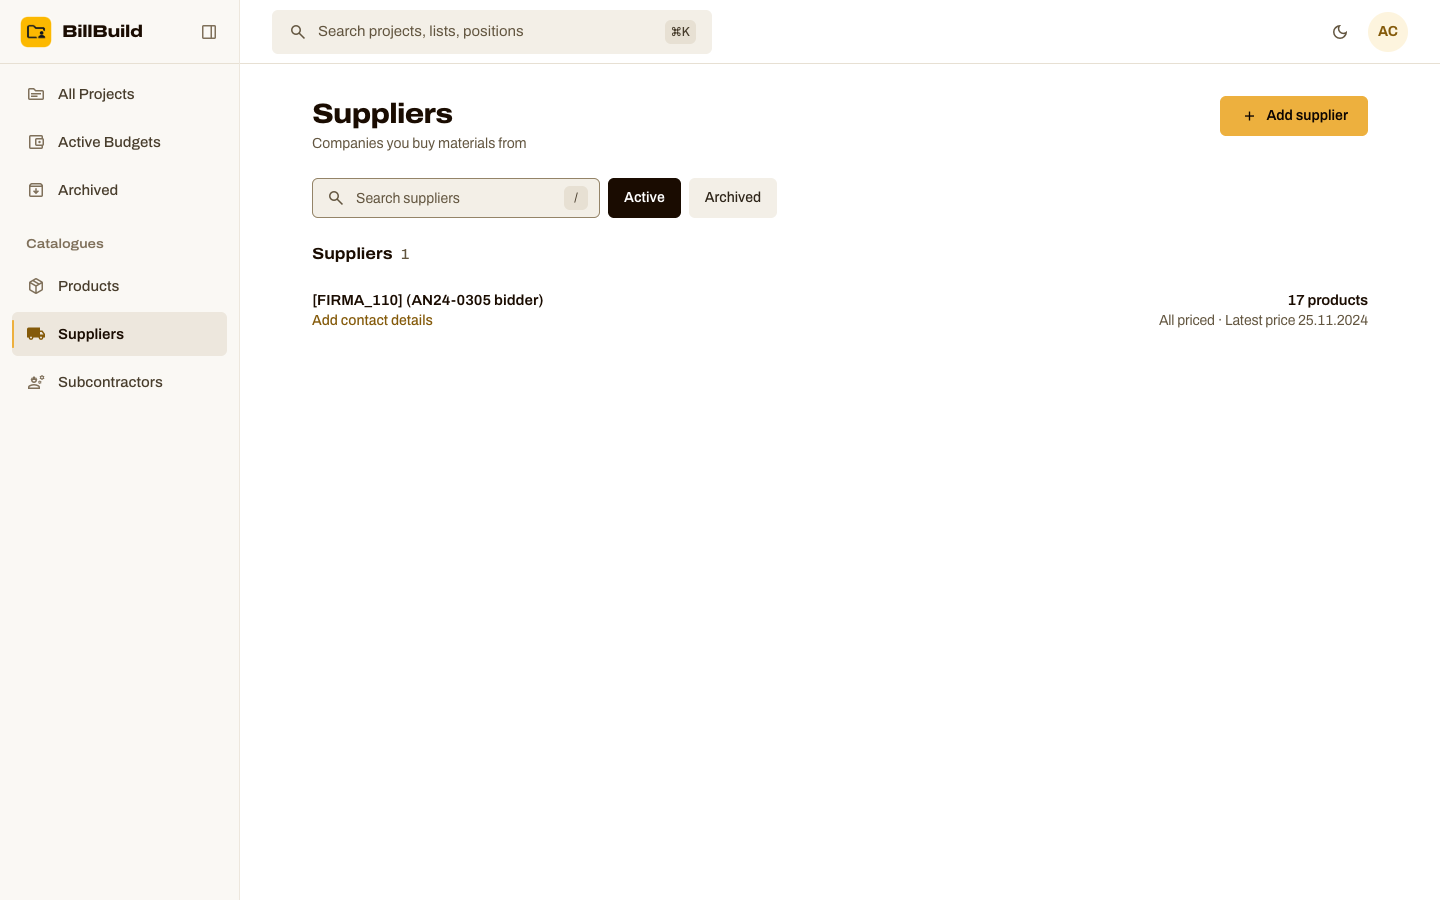 BillBuild
Search projects, lists, positions
⌘K
AC
All Projects
Active Budgets
Archived
Catalogues
Products
Suppliers
Subcontractors
Suppliers
Companies you buy materials from
Add supplier
Search suppliers
/
Active
Archived
Suppliers 1
[FIRMA_110] (AN24-0305 bidder)
17 products
Add contact details
All priced · Latest price 25.11.2024